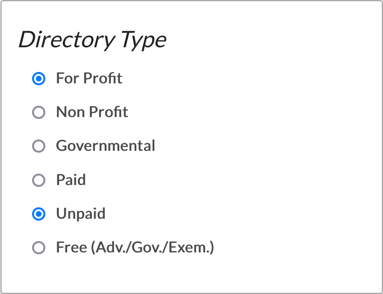 Directory Type
For Profit
Non Profit
Governmental
Paid
Unpaid
Free (Adv./Gov./Exem.)